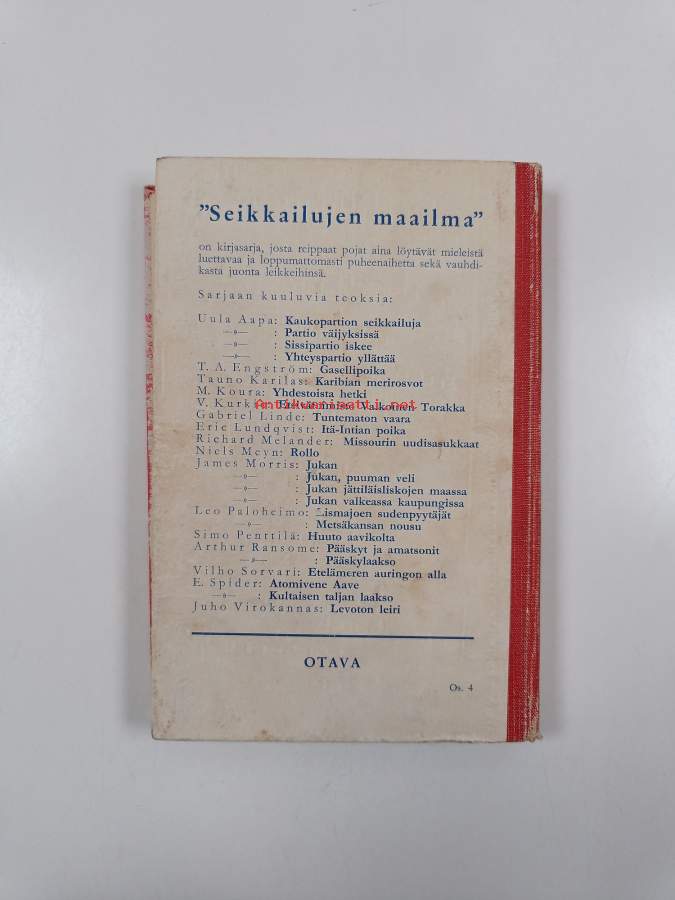 ”Seikkailujen maailma”
on kirjasarja, josta reippaat pojat aina löytävät mieleistä
luettavaa ja loppumattomasti puheenaihetta sekä vauhdi-
kasta juonta leikkeihinsä.
Sarjaan kuuluvia teoksia:
Uula Aapa: Kaukopartion seikkailuja
—»— : Partio väijyksissä
—»— : Sissipartio iskee
—»— : Yhteyspartio yllättää
T. A. Engström: Gasellipoika
Tauno Karilas: Karibian merirosvot
M. Koura: Yhdestoista hetki
V. Kurki: Valkoinen Torakka
antikvariaatti.net
Gabriel Linde: Tuntematon vaara
Eric Lundqvist: Itä-Intian poika
Richard Melander: Missourin uudisasukkaat
Niels Meyn: Rollo
James Morris: Jukan
—»— : Jukan, puuman veli
—»— : Jukan jättiläisliskojen maassa
—»— : Jukan valkeassa kaupungissa
Leo Paloheimo: Lismajoen sudenpyytäjät
—»— : Metsäkansan nousu
Simo Penttilä: Huuto aavikolta
Arthur Ransome: Pääskyt ja amatsonit
—»— : Pääskylaakso
Vilho Sorvari: Etelämeren auringon alla
E. Spider: Atomivene Aave
—»— : Kultaisen taljan laakso
Juho Virokannas: Levoton leiri
OTAVA
Os. 4